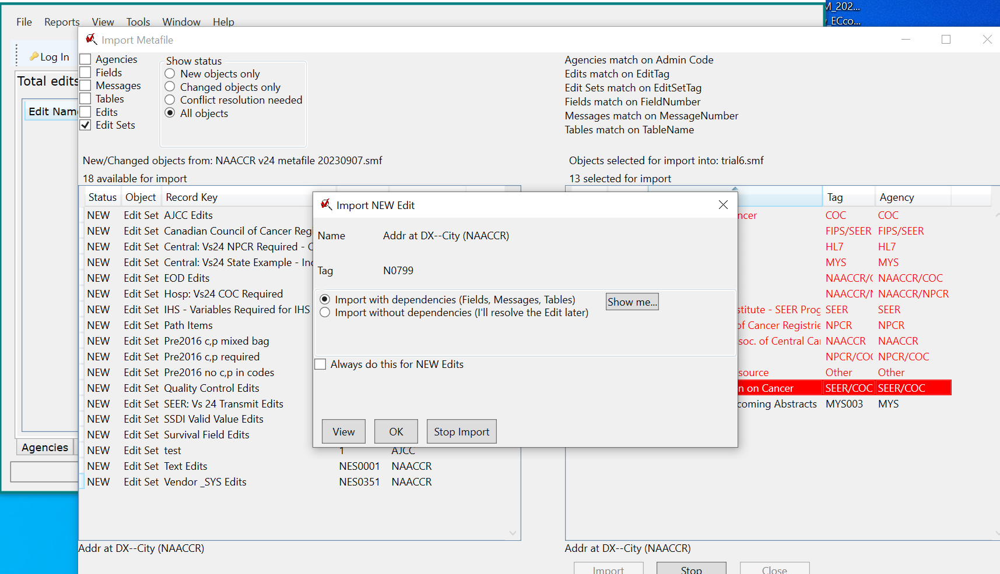 M_202...
_ECco...
File Reports View Tools Window Help
Import Metafile
Log In
Total edits
Edit Nam
Agencies
Agencies
Fields
Messages
Tables
Edits
Edit Sets
Show status
New objects only
Changed objects only
Conflict resolution needed
All objects
Agencies match on Admin Code
Edits match on EditTag
Edit Sets match on EditSetTag
Fields match on FieldNumber
Messages match on MessageNumber
Tables match on TableName
New/Changed objects from: NAACCR v24 metafile 20230907.smf
18 available for import
Status Object Record Key
NEW Edit Set AJCC Edits
NEW Edit Set Canadian Council of Cancer Reg
NEW Edit Set Central: Vs24 NPCR Required - C
NEW Edit Set Central: Vs24 State Example - Inc
NEW Edit Set EOD Edits
NEW Edit Set Hosp: Vs24 COC Required
NEW Edit Set IHS - Variables Required for IHS
NEW Edit Set Path Items
NEW Edit Set Pre2016 c,p mixed bag
NEW Edit Set Pre2016 c,p required
NEW Edit Set Pre2016 no c,p in codes
NEW Edit Set Quality Control Edits
NEW Edit Set SEER: Vs 24 Transmit Edits
NEW Edit Set SSDI Valid Value Edits
NEW Edit Set Survival Field Edits
NEW Edit Set test 1 AJCC
NEW Edit Set Text Edits NES0001 NAACCR
NEW Edit Set Vendor _SYS Edits NES0351 NAACCR
Addr at DX--City (NAACCR)
Import NEW Edit
Name Addr at DX--City (NAACCR)
Tag N0799
Import with dependencies (Fields, Messages, Tables) Show me...
Import without dependencies (I'll resolve the Edit later)
Always do this for NEW Edits
View OK Stop Import
Objects selected for import into: trial6.smf
13 selected for import
Tag Agency
ncer COC COC
FIPS/SEER FIPS/SEER
HL7 HL7
MYS MYS
NAACCR/C NAACCR/COC
NAACCR/N NAACCR/NPCR
stitute - SEER Prog SEER SEER
of Cancer Registrie NPCR NPCR
soc. of Central Car NAACCR NAACCR
NPCR/COC NPCR/COC
source Other Other
n on Cancer SEER/COC SEER/COC
coming Abstracts MYS003 MYS
Addr at DX--City (NAACCR)
Import Stop Close